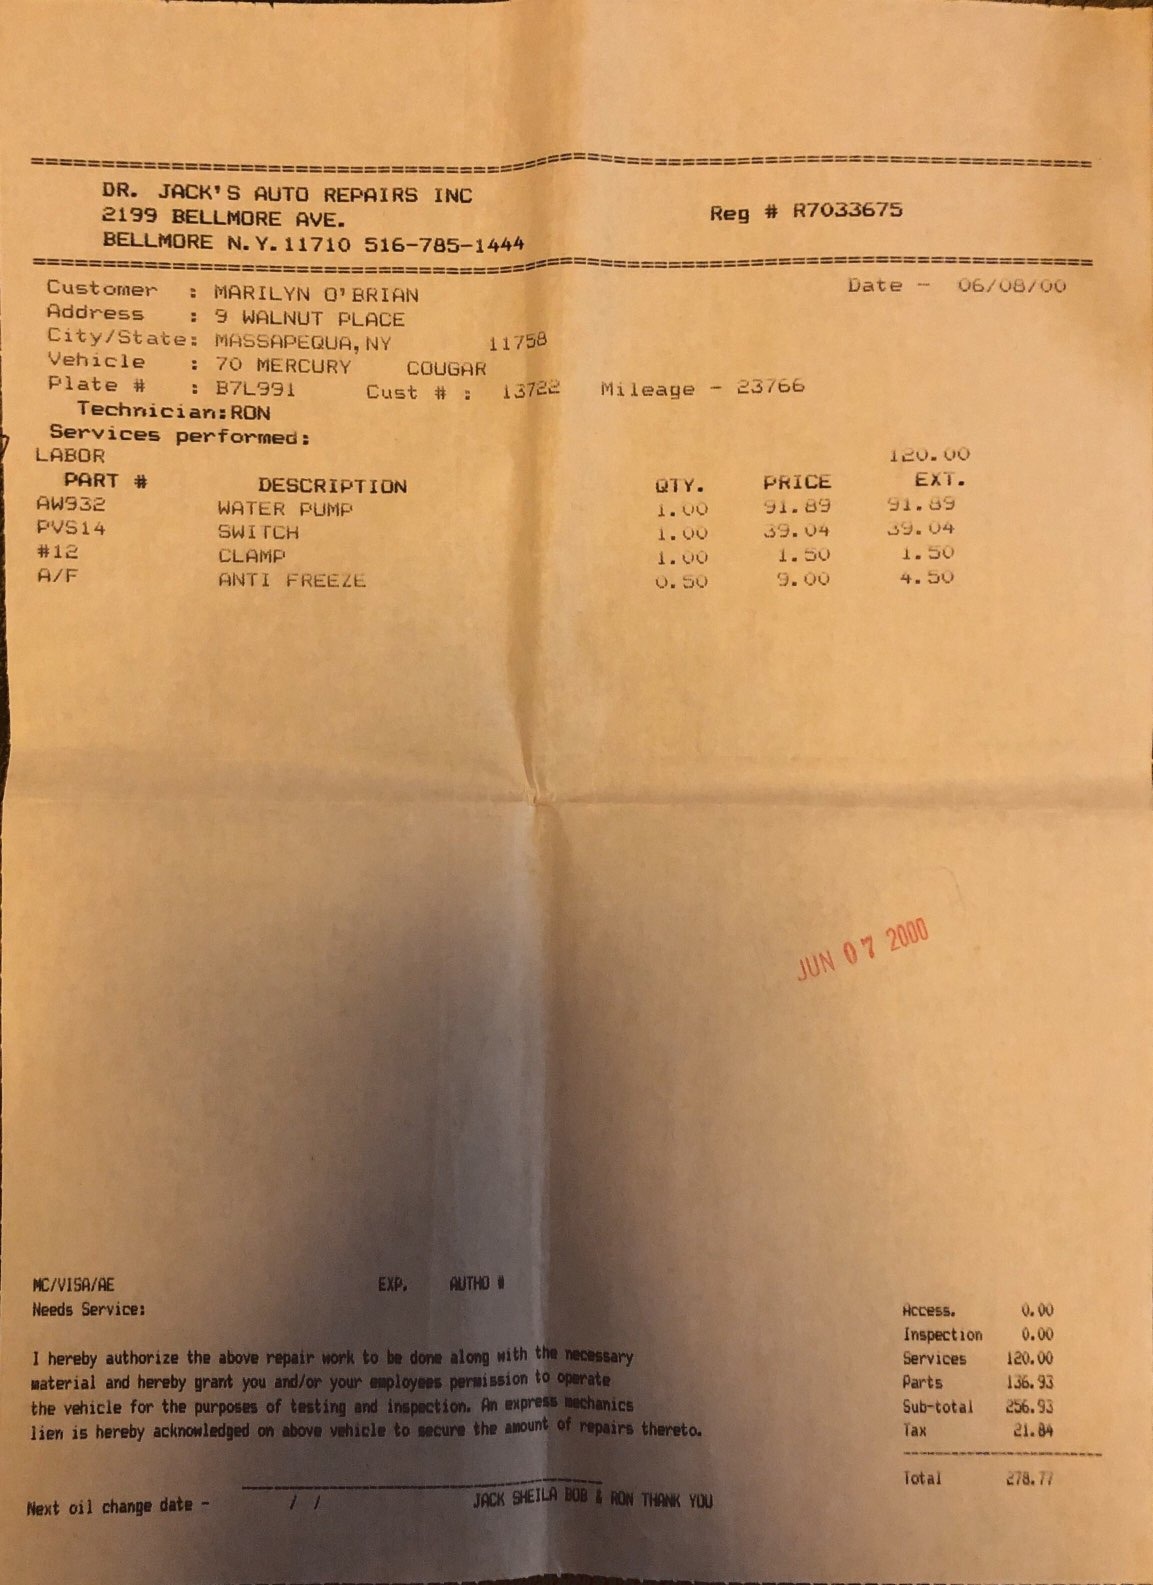 DR. JACK'S AUTO REPAIRS INC
2199 BELLMORE AVE.
BELLMORE N.Y.11710 516-785-1444
Reg # R7033675
Date - 06/08/00
Customer : MARILYN O'BRIAN
Address : 9 WALNUT PLACE
City/State: MASSAPEQUA,NY 11758
Vehicle : 70 MERCURY COUGAR
Plate # : B7L991 Cust # : 13722 Mileage - 23766
Technician:RON
Services performed:
LABOR 120.00
PART # DESCRIPTION QTY. PRICE EXT.
AW932 WATER PUMP 1.00 91.89 91.89
PVS14 SWITCH 1.00 39.04 39.04
#12 CLAMP 1.00 1.50 1.50
A/F ANTI FREEZE 0.50 9.00 4.50
JUN 07 2000
MC/VISA/AE EXP. AUTHO #
Needs Service:
I hereby authorize the above repair work to be done along with the necessary
material and hereby grant you and/or your employees permission to operate
the vehicle for the purposes of testing and inspection. An express mechanics
lien is hereby acknowledged on above vehicle to secure the amount of repairs thereto.
Access. 0.00
Inspection 0.00
Services 120.00
Parts 136.93
Sub-total 256.93
Tax 21.84
Total 278.77
Next oil change date - / / JACK SHEILA BOB & RON THANK YOU